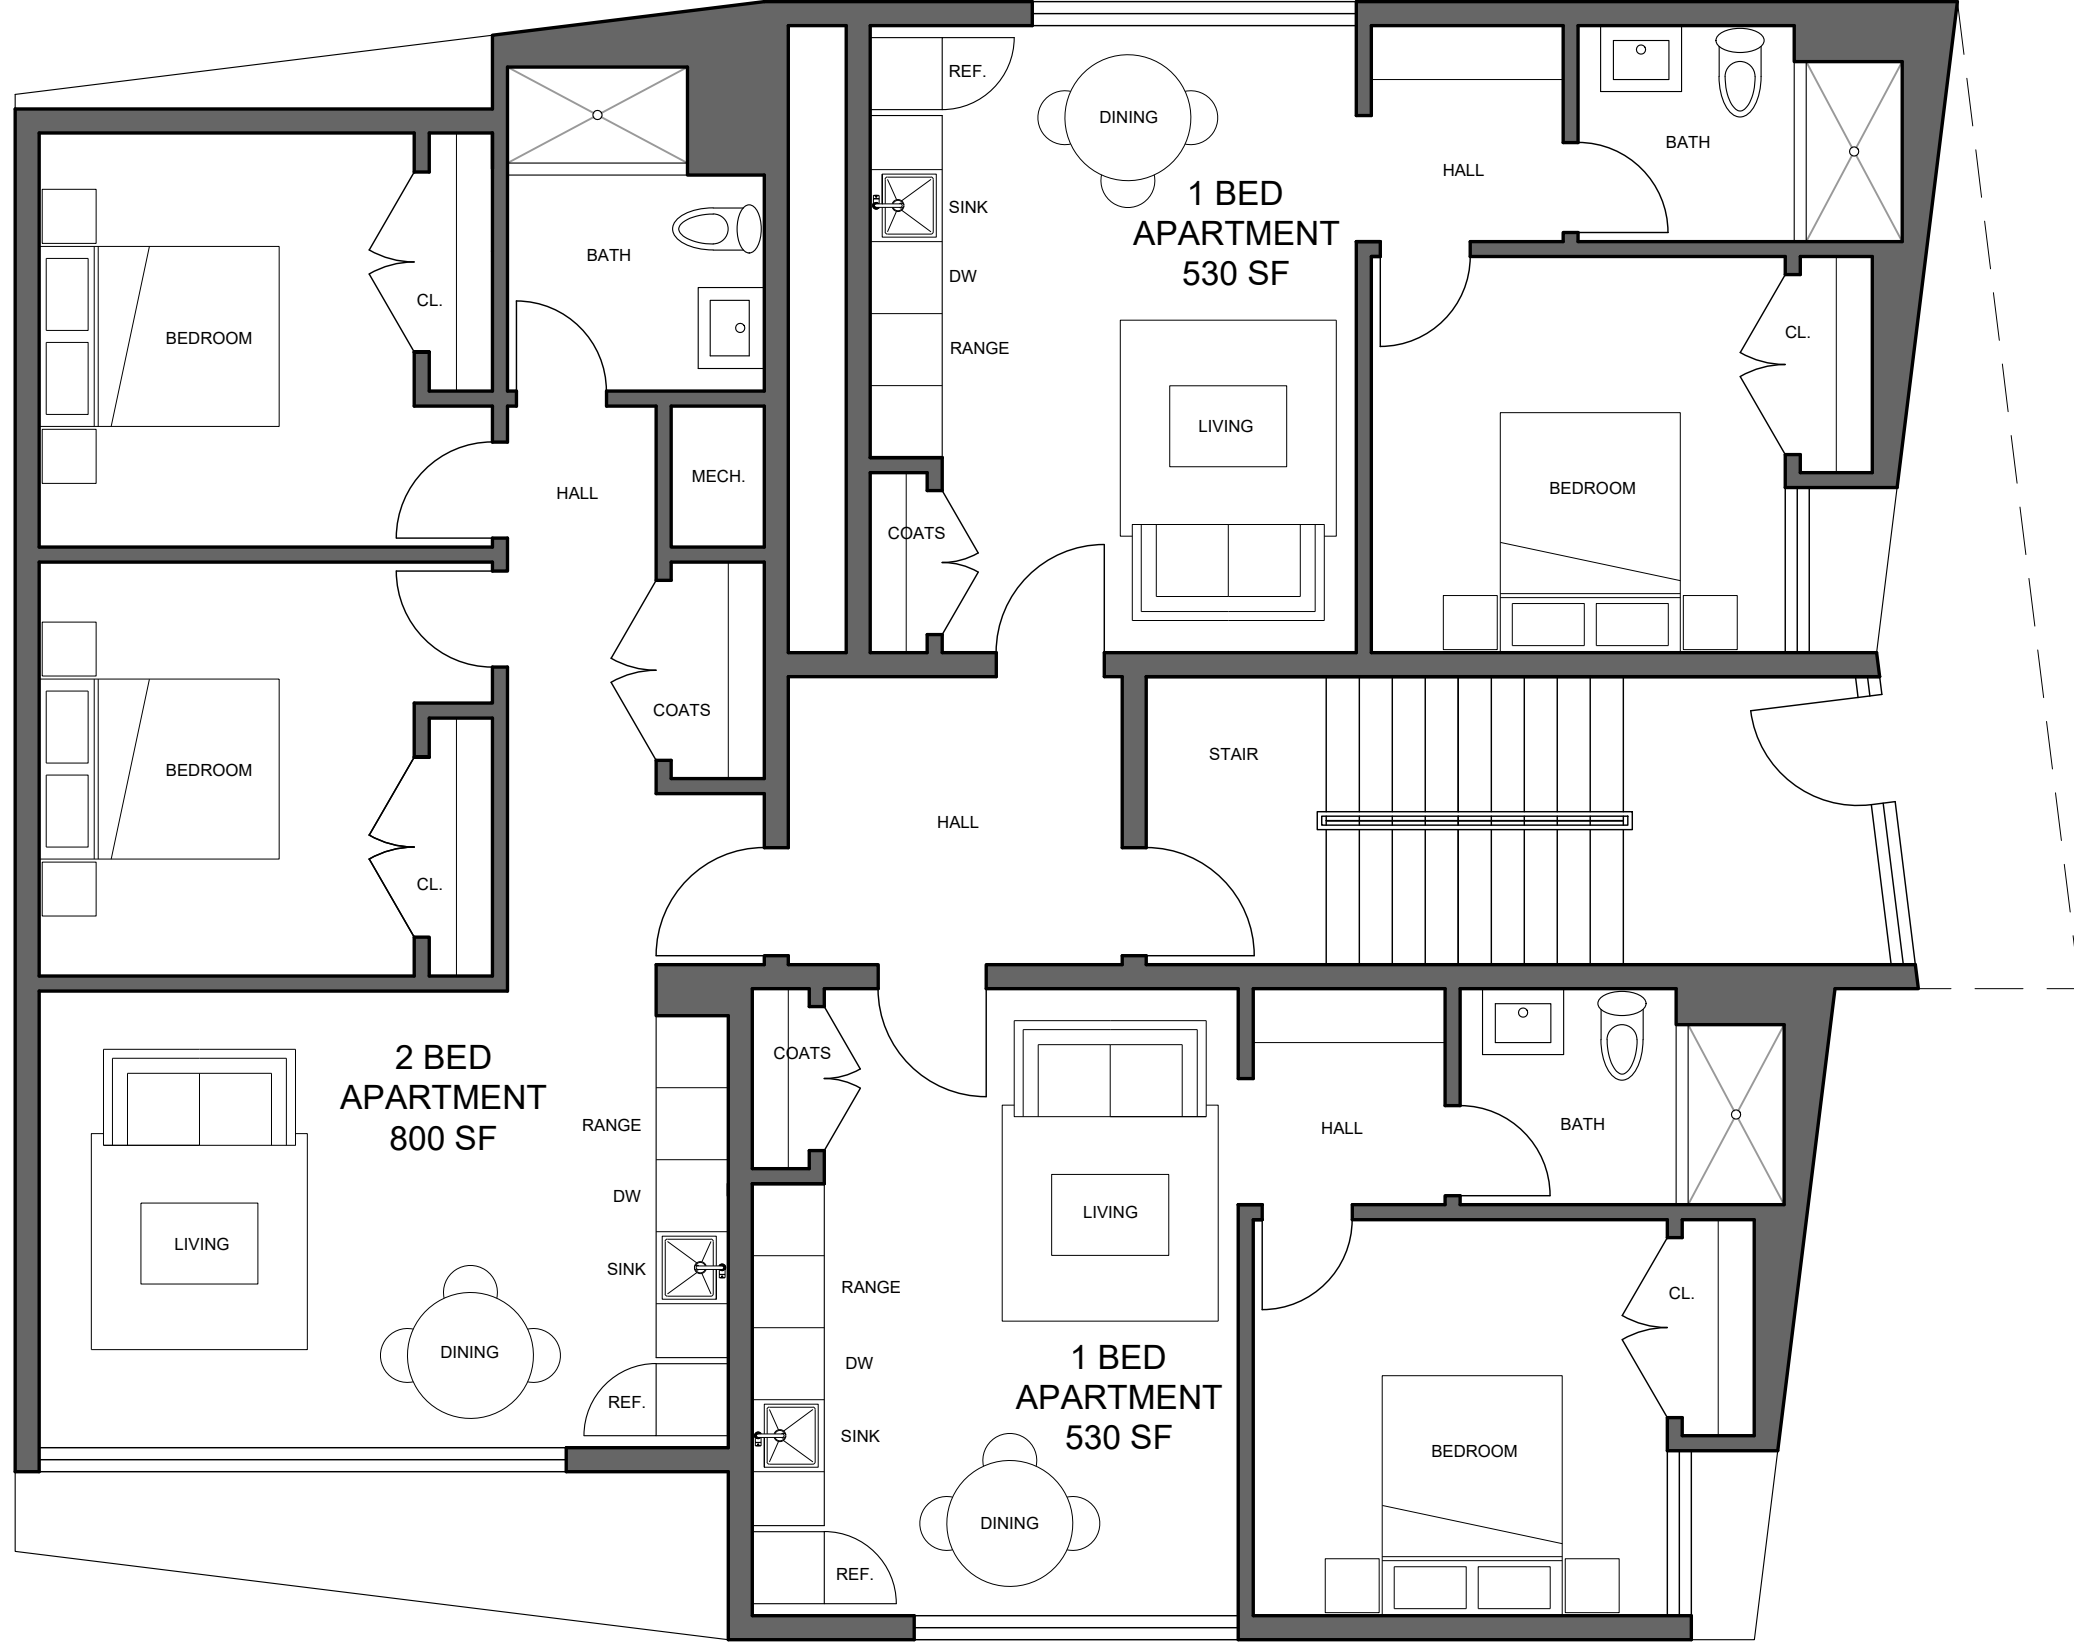 REF.
DINING
BATH
HALL
1 BED
APARTMENT
530 SF
SINK
DW
RANGE
LIVING
COATS
CL.
BEDROOM
BATH
CL.
BEDROOM
HALL
MECH.
COATS
BEDROOM
CL.
HALL
STAIR
2 BED
APARTMENT
800 SF
RANGE
DW
SINK
LIVING
DINING
REF.
COATS
LIVING
HALL
BATH
RANGE
DW
SINK
1 BED
APARTMENT
530 SF
DINING
REF.
CL.
BEDROOM